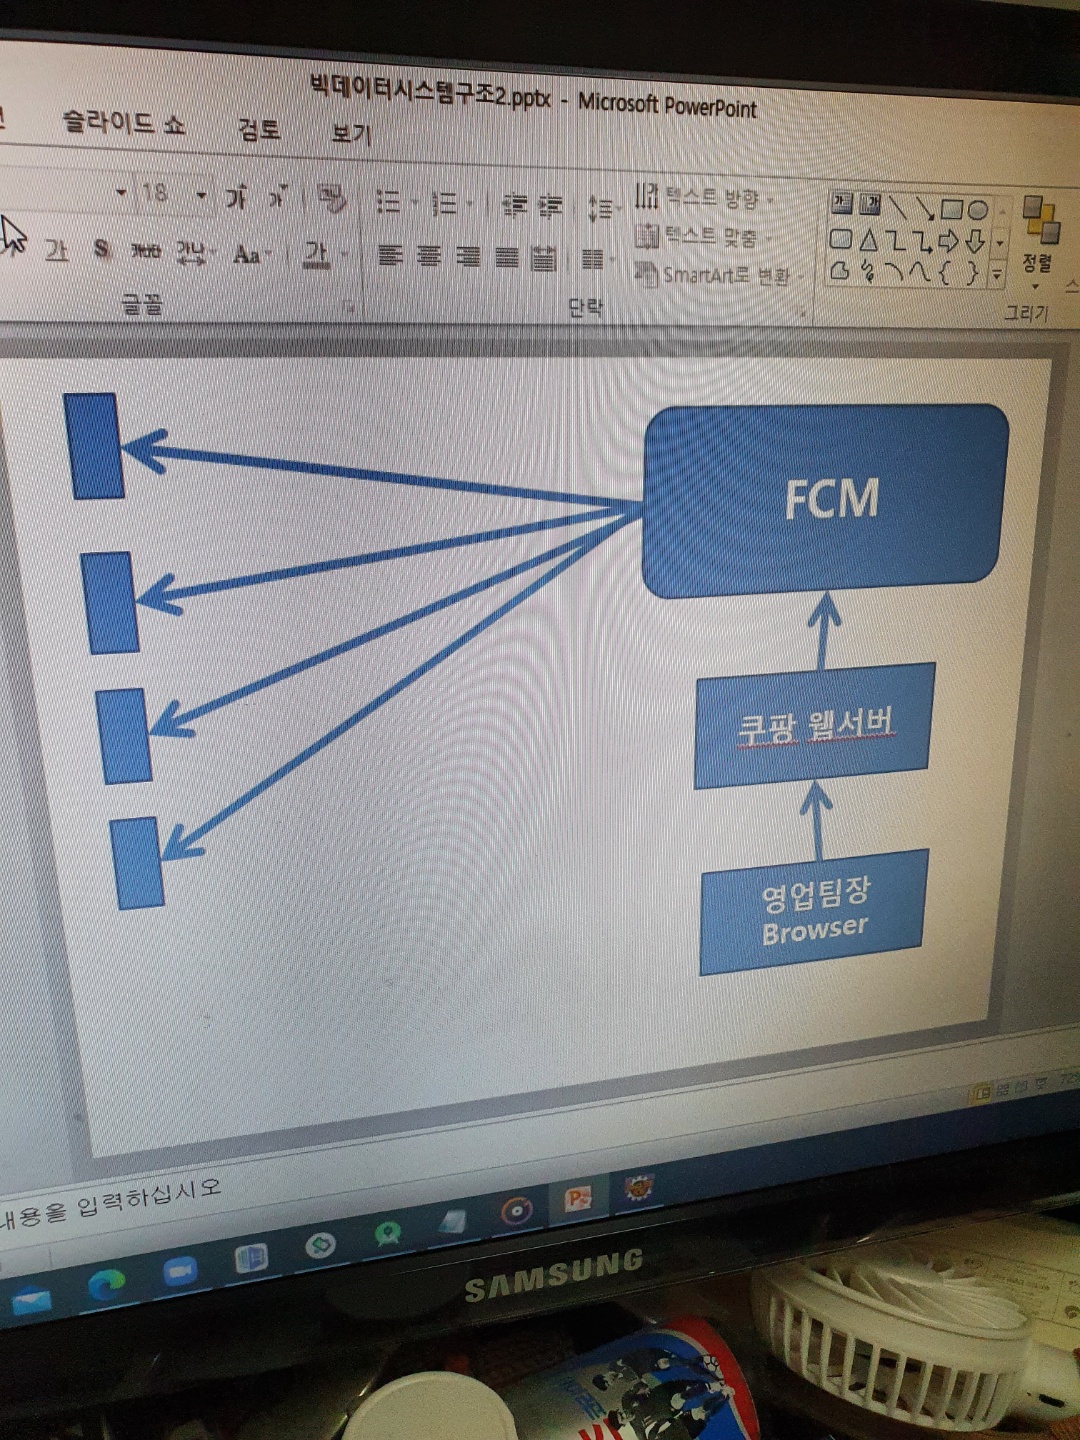 빅데이터시스템구조2.pptx - Microsoft PowerPoint
슬라이드 쇼 검토 보기
18 가 가 텍스트 방향
가 S 가나 Aa 가 텍스트 맞춤
SmartArt로 변환
정렬
글꼴 단락 그리기
FCM
쿠팡 웹서버
영업팀장
Browser
내용을 입력하십시오
SAMSUNG